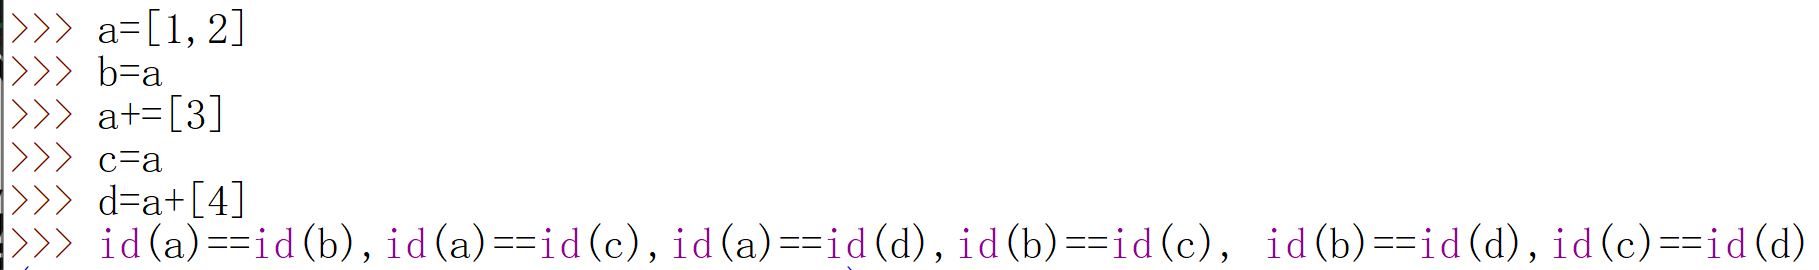 >>> a=[1,2]
>>> b=a
>>> a+=[3]
>>> c=a
>>> d=a+[4]
>>> id(a)==id(b),id(a)==id(c),id(a)==id(d),id(b)==id(c), id(b)==id(d),id(c)==id(d)